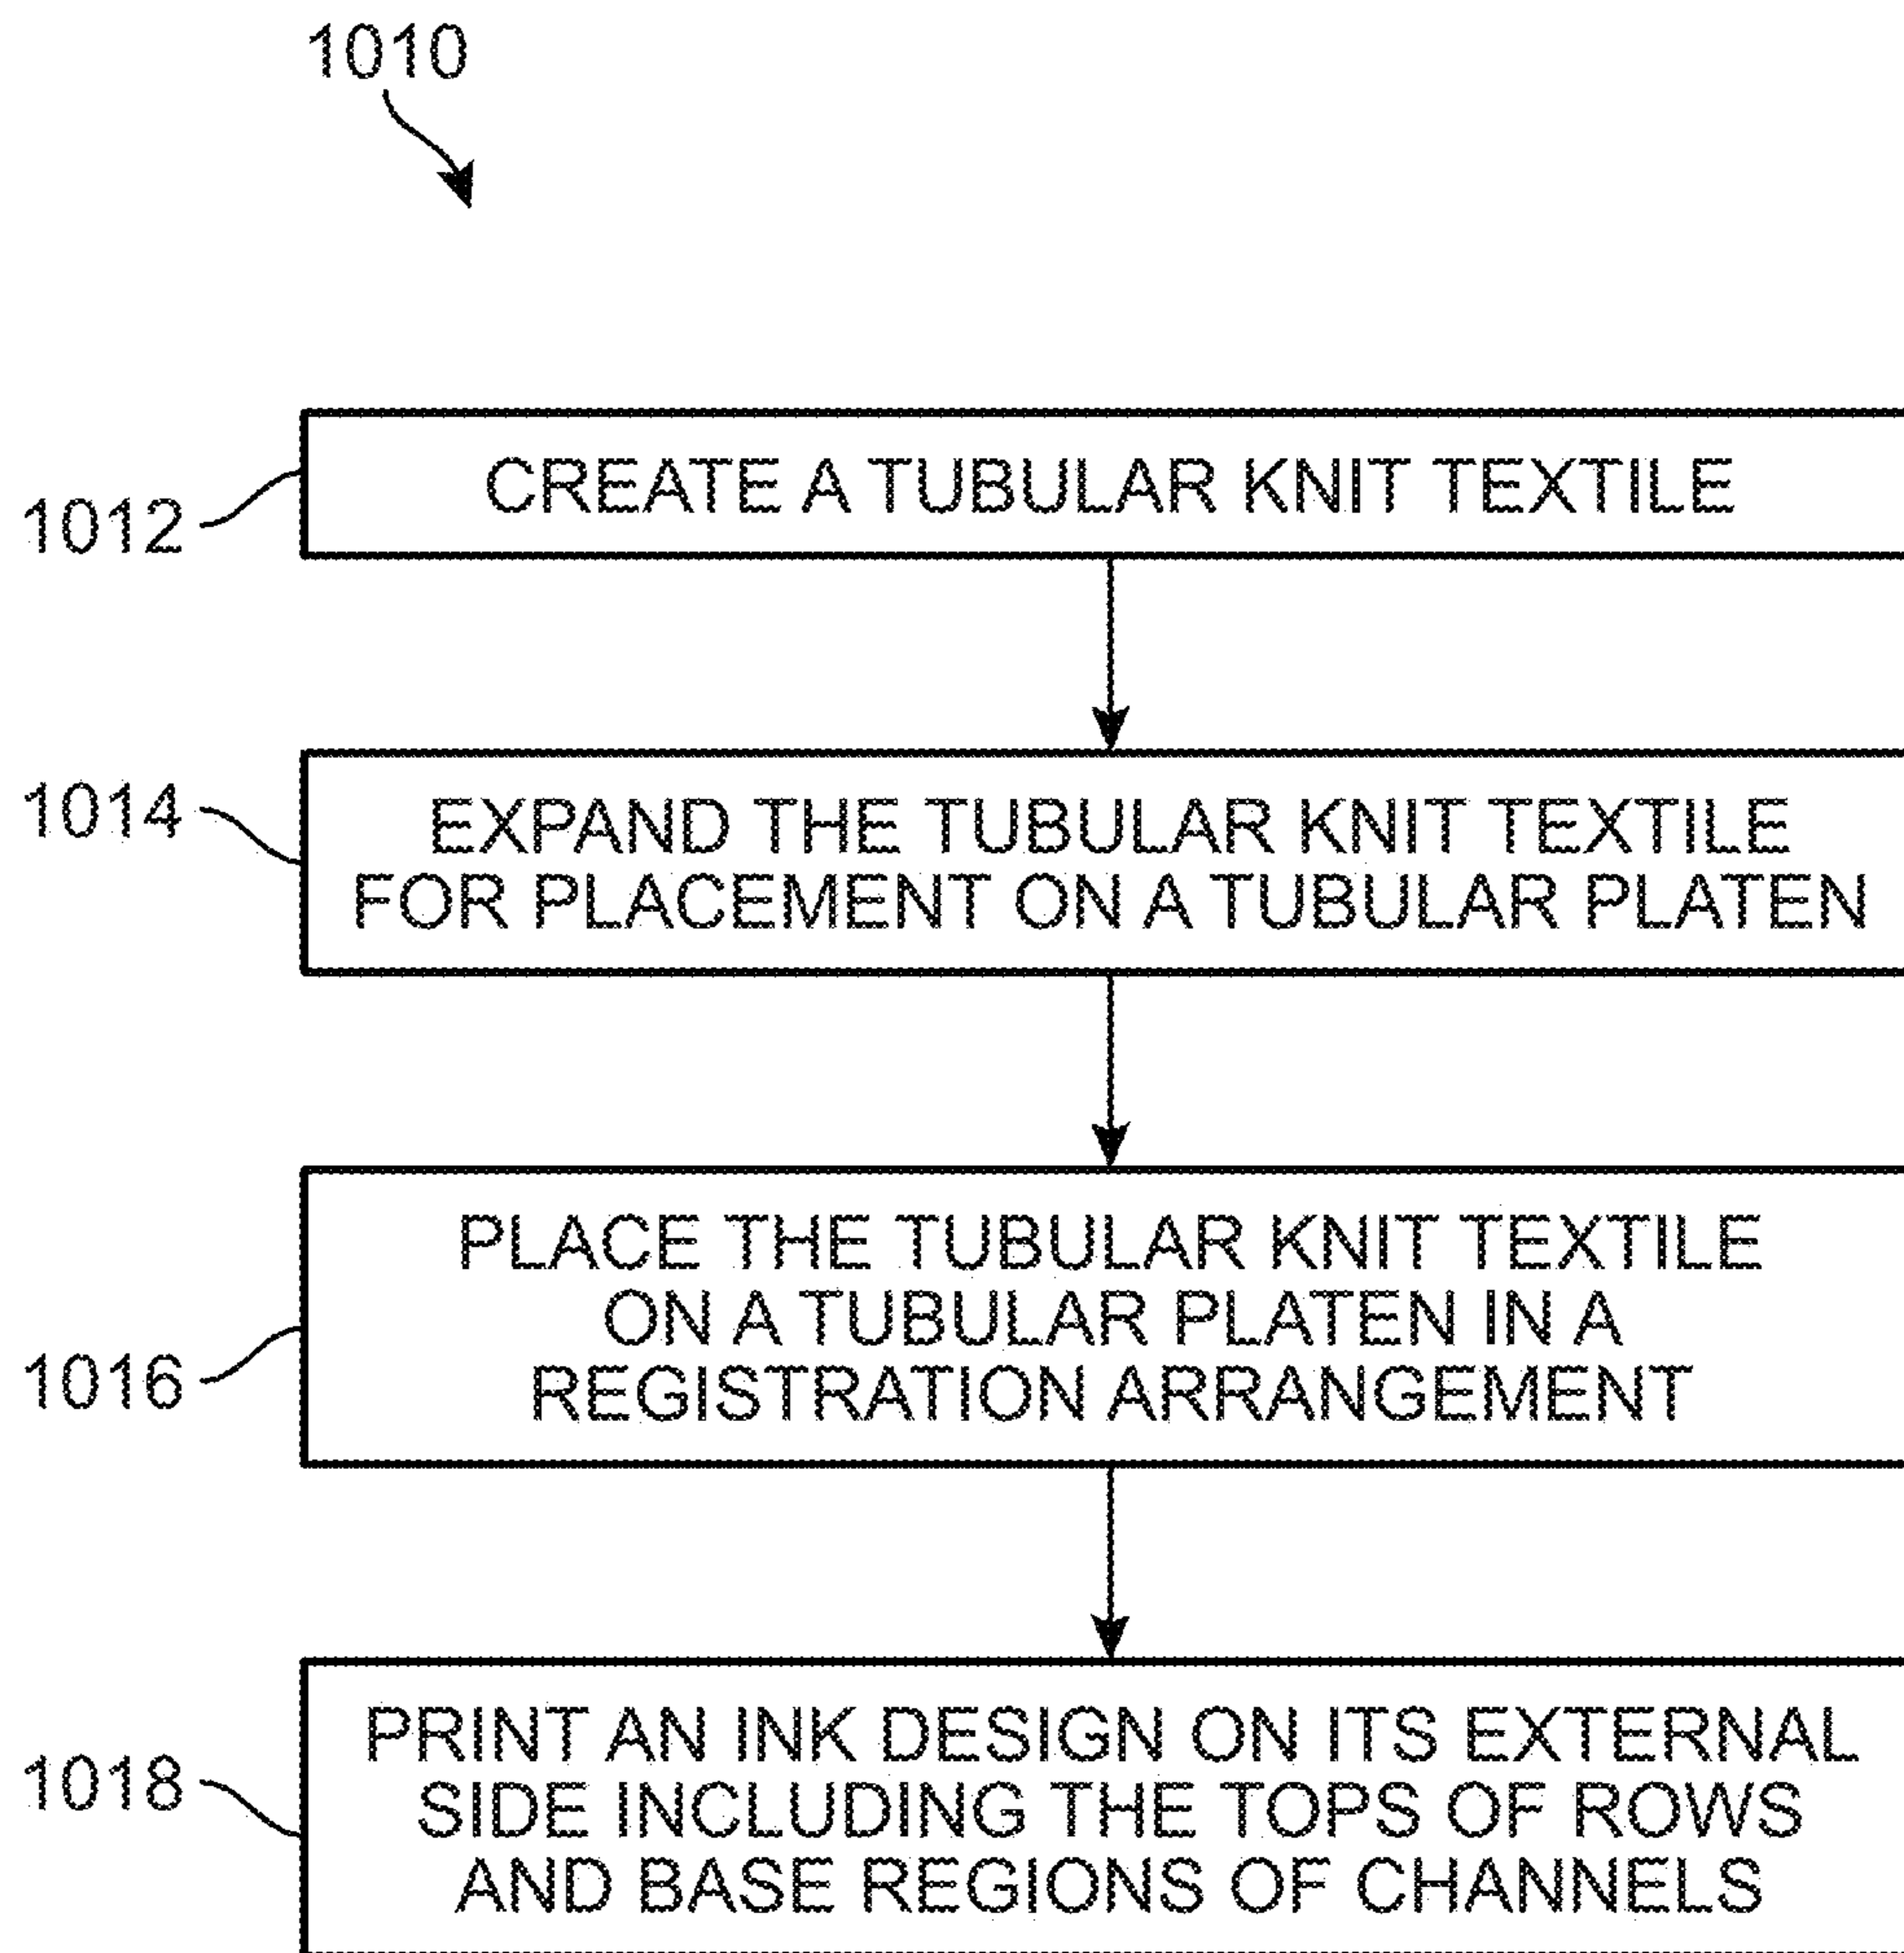 1010
1012
CREATE A TUBULAR KNIT TEXTILE
1014
EXPAND THE TUBULAR KNIT TEXTILE
FOR PLACEMENT ON A TUBULAR PLATEN
1016
PLACE THE TUBULAR KNIT TEXTILE
ON A TUBULAR PLATEN IN A
REGISTRATION ARRANGEMENT
1018
PRINT AN INK DESIGN ON ITS EXTERNAL
SIDE INCLUDING THE TOPS OF ROWS
AND BASE REGIONS OF CHANNELS